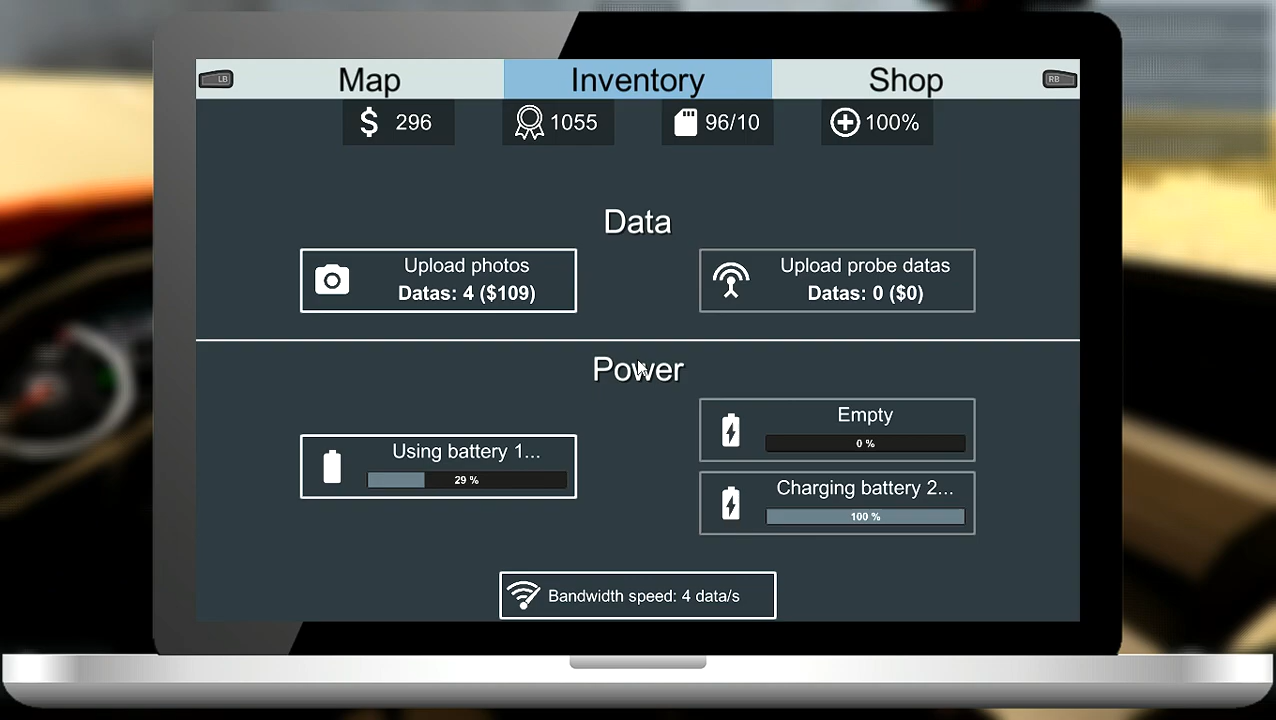 LB Map Inventory Shop RB
$ 296 1055 96/10 100%
Data
Upload photos
Datas: 4 ($109)
Upload probe datas
Datas: 0 ($0)
Power
Using battery 1...
29 %
Empty
0 %
Charging battery 2...
100 %
Bandwidth speed: 4 data/s